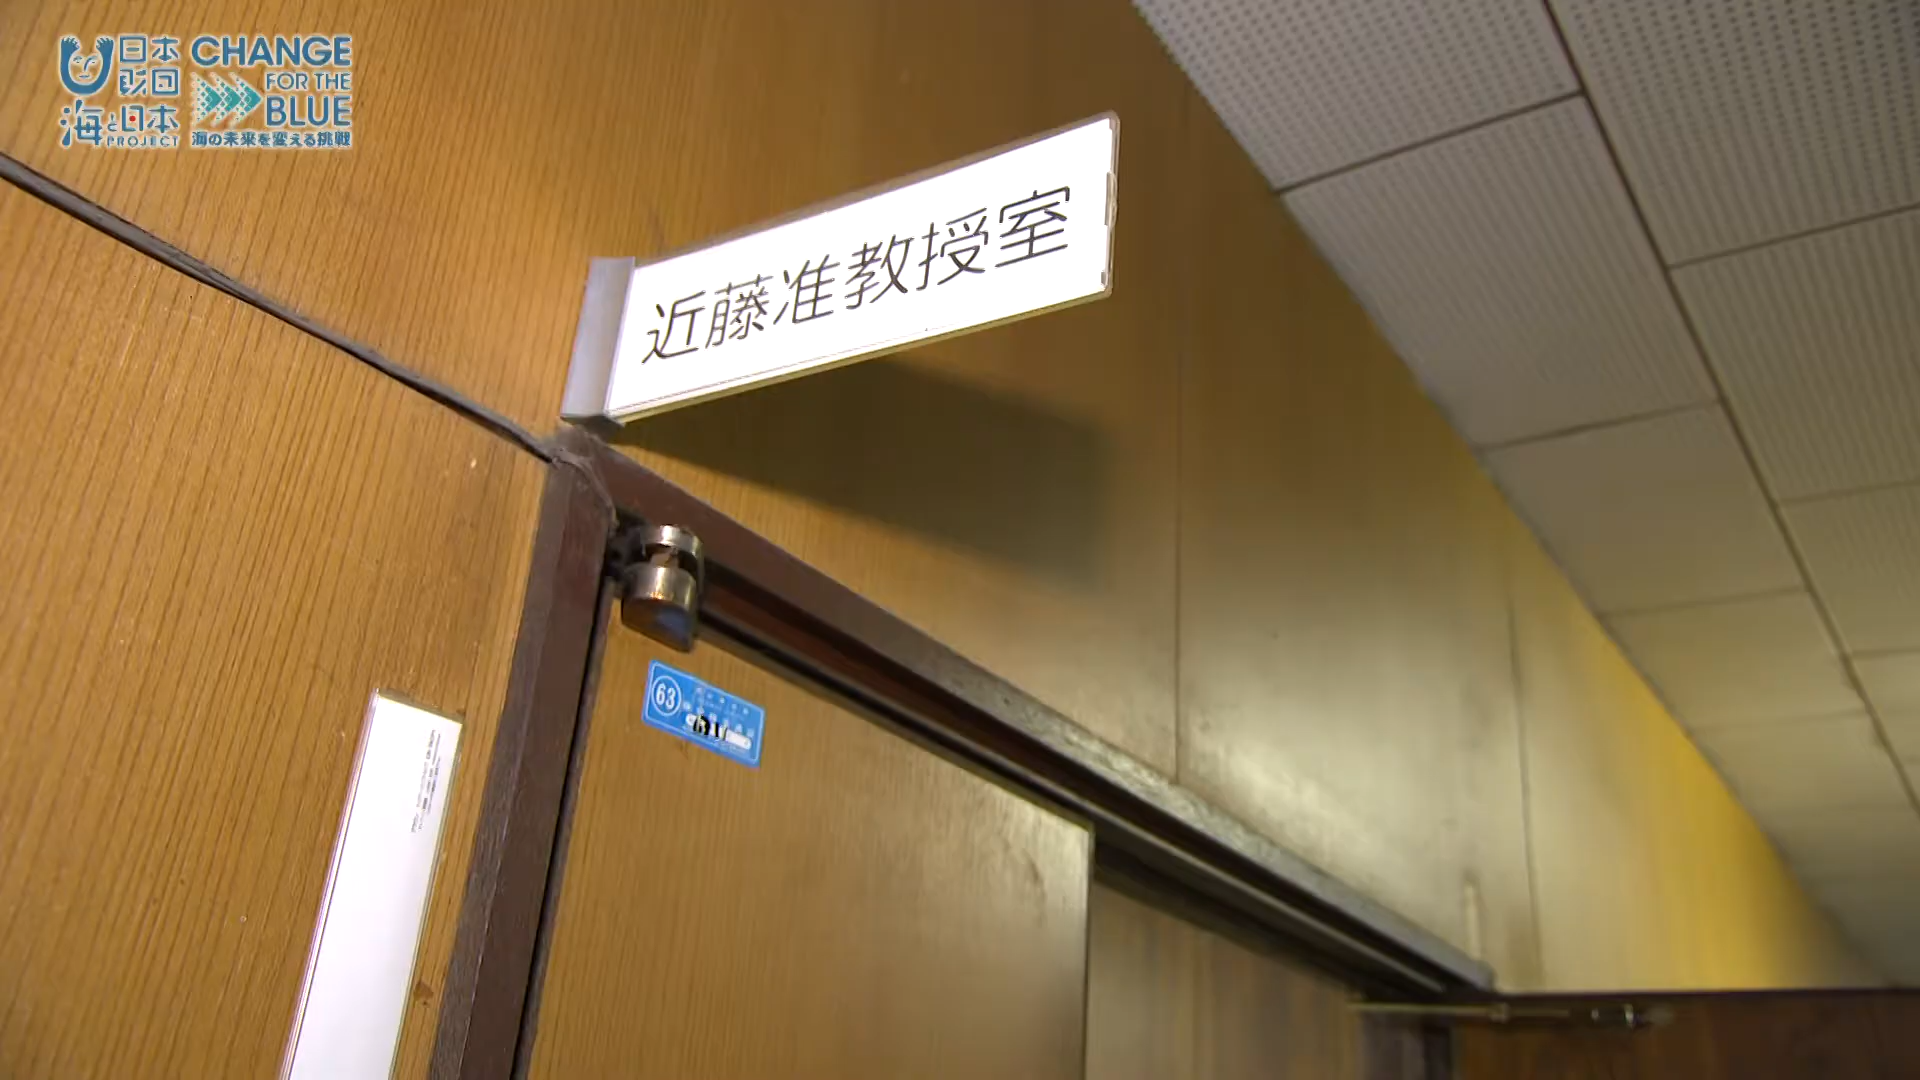 日本
財団
海と日本
PROJECT
CHANGE
FOR THE
BLUE
海の未来を変える挑戦
近藤准教授室
63